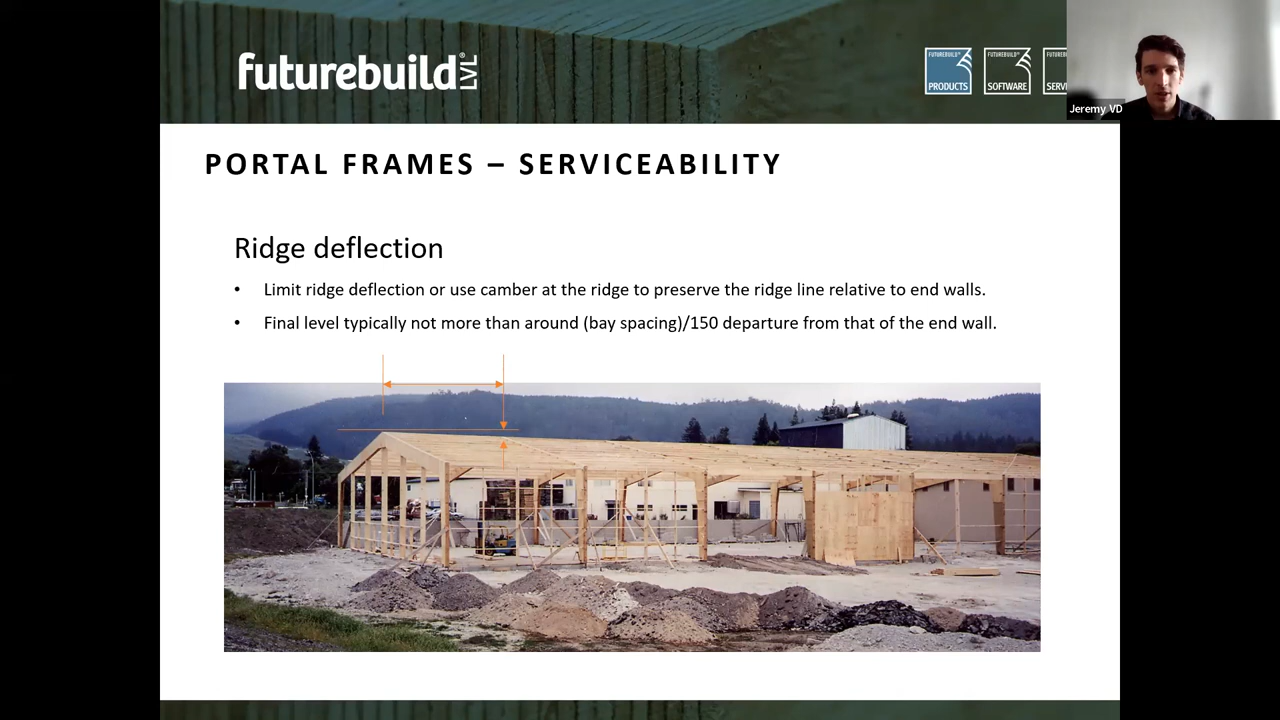 futurebuild LVL®
FUTUREBUILD PRODUCTS
FUTUREBUILD SOFTWARE
Jeremy VD
PORTAL FRAMES – SERVICEABILITY
Ridge deflection
• Limit ridge deflection or use camber at the ridge to preserve the ridge line relative to end walls.
• Final level typically not more than around (bay spacing)/150 departure from that of the end wall.